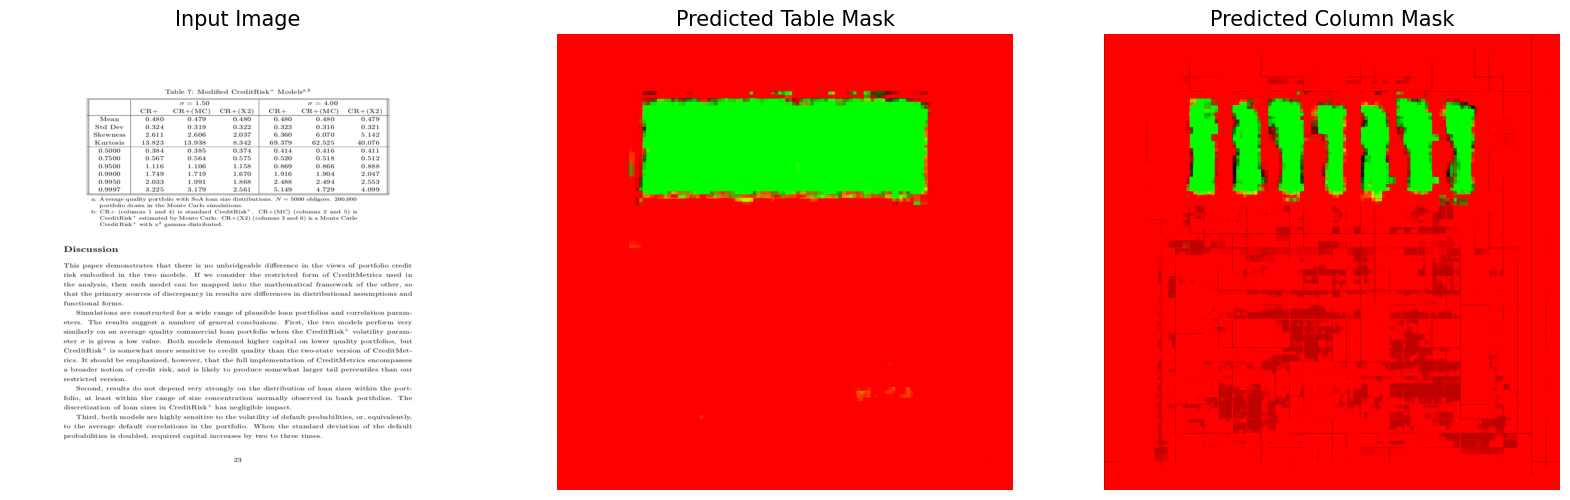 Input Image
Predicted Table Mask
Predicted Column Mask
Table 7: Modified CreditRisk+ Models a,b
σ = 1.50 σ = 4.00
CR+ CR+(MC) CR+(X2) CR+ CR+(MC) CR+(X2)
Mean 0.480 0.479 0.480 0.480 0.480 0.479
Std Dev 0.324 0.319 0.322 0.323 0.316 0.321
Skewness 2.611 2.606 2.037 6.360 6.070 5.142
Kurtosis 13.823 13.938 8.342 69.379 62.525 40.076
0.5000 0.384 0.385 0.374 0.414 0.416 0.411
0.7500 0.567 0.564 0.575 0.520 0.518 0.512
0.9500 1.116 1.106 1.158 0.869 0.866 0.888
0.9900 1.749 1.719 1.670 1.916 1.904 2.047
0.9950 2.033 1.991 1.868 2.488 2.494 2.553
0.9997 3.225 3.179 2.561 5.149 4.729 4.099
a: Average quality portfolio with SoA loan size distributions. N = 5000 obligors. 200,000
portfolio draws in the Monte Carlo simulations.
b: CR+ (columns 1 and 4) is standard CreditRisk+. CR+(MC) (columns 2 and 5) is
CreditRisk+ estimated by Monte Carlo. CR+(X2) (columns 3 and 6) is a Monte Carlo
CreditRisk+ with x² gamma-distributed.
Discussion
This paper demonstrates that there is no unbridgeable difference in the views of portfolio credit
risk embodied in the two models. If we consider the restricted form of CreditMetrics used in
the analysis, then each model can be mapped into the mathematical framework of the other, so
that the primary sources of discrepancy in results are differences in distributional assumptions and
functional forms.
Simulations are constructed for a wide range of plausible loan portfolios and correlation param-
eters. The results suggest a number of general conclusions. First, the two models perform very
similarly on an average quality commercial loan portfolio when the CreditRisk+ volatility param-
eter σ is given a low value. Both models demand higher capital on lower quality portfolios, but
CreditRisk+ is somewhat more sensitive to credit quality than the two-state version of CreditMet-
rics. It should be emphasized, however, that the full implementation of CreditMetrics encompasses
a broader notion of credit risk, and is likely to produce somewhat larger tail percentiles than our
restricted version.
Second, results do not depend very strongly on the distribution of loan sizes within the port-
folio, at least within the range of size concentration normally observed in bank portfolios. The
discretization of loan sizes in CreditRisk+ has negligible impact.
Third, both models are highly sensitive to the volatility of default probabilities, or, equivalently,
to the average default correlations in the portfolio. When the standard deviation of the default
probabilities is doubled, required capital increases by two to three times.
23